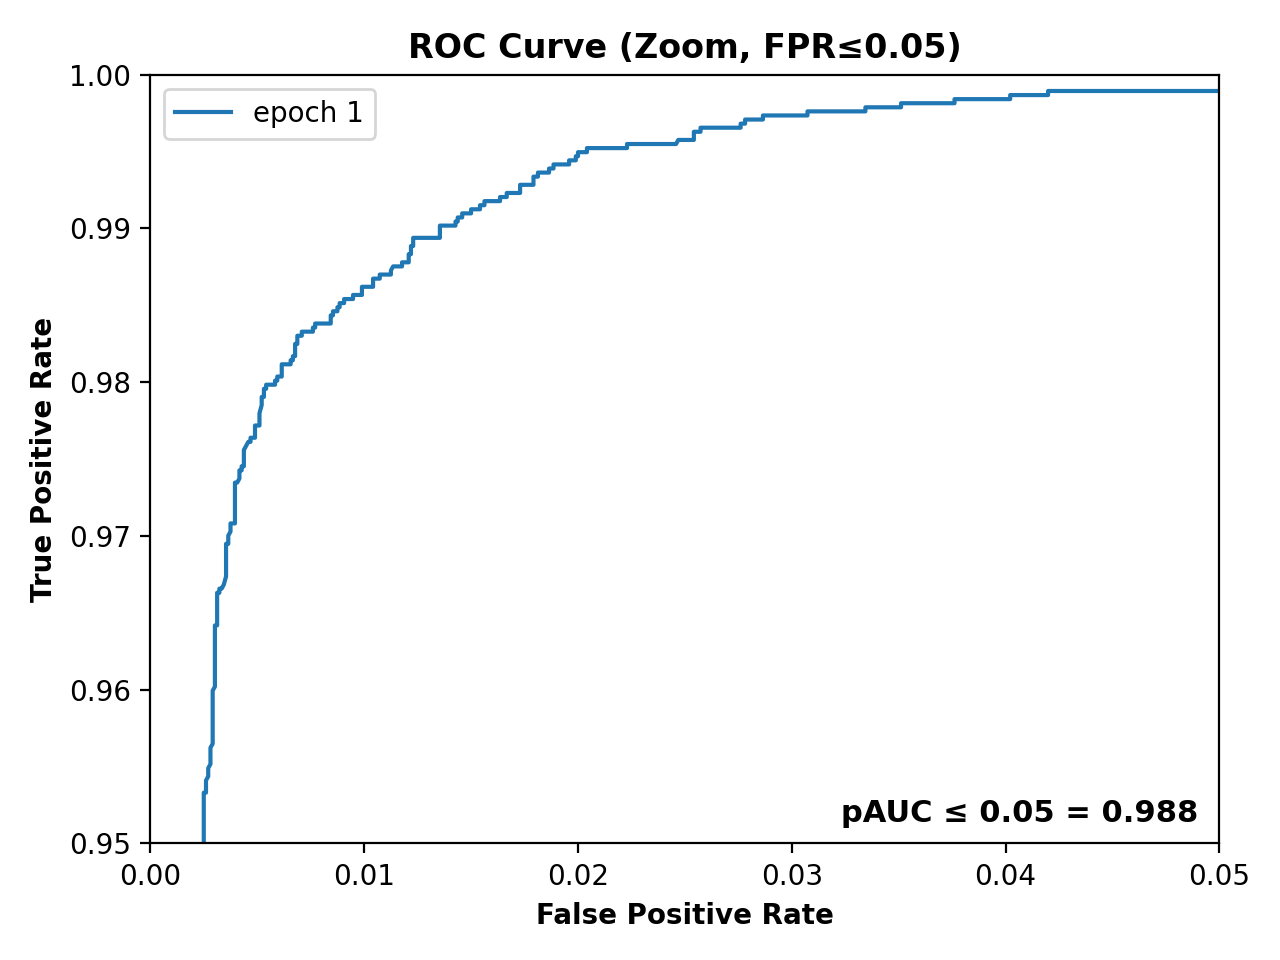 ROC Curve (Zoom, FPR≤0.05)
1.00
epoch 1
0.99
0.98
True Positive Rate
0.97
0.96
pAUC ≤ 0.05 = 0.988
0.95
0.00 0.01 0.02 0.03 0.04 0.05
False Positive Rate